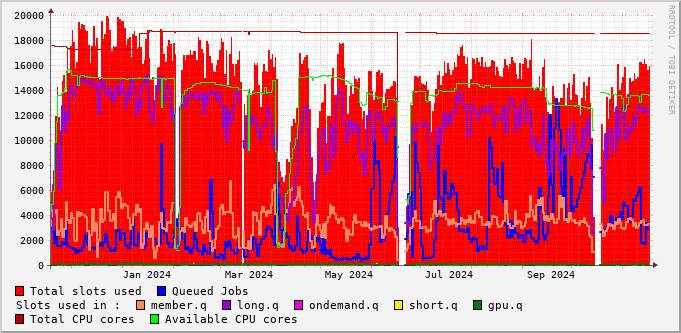 20000
18000
16000
14000
12000
10000
8000
6000
4000
2000
0
Jan 2024 Mar 2024 May 2024 Jul 2024 Sep 2024
RRDTOOL / TOBI OETIKER
Total slots used Queued Jobs
Slots used in : member.q long.q ondemand.q short.q gpu.q
Total CPU cores Available CPU cores